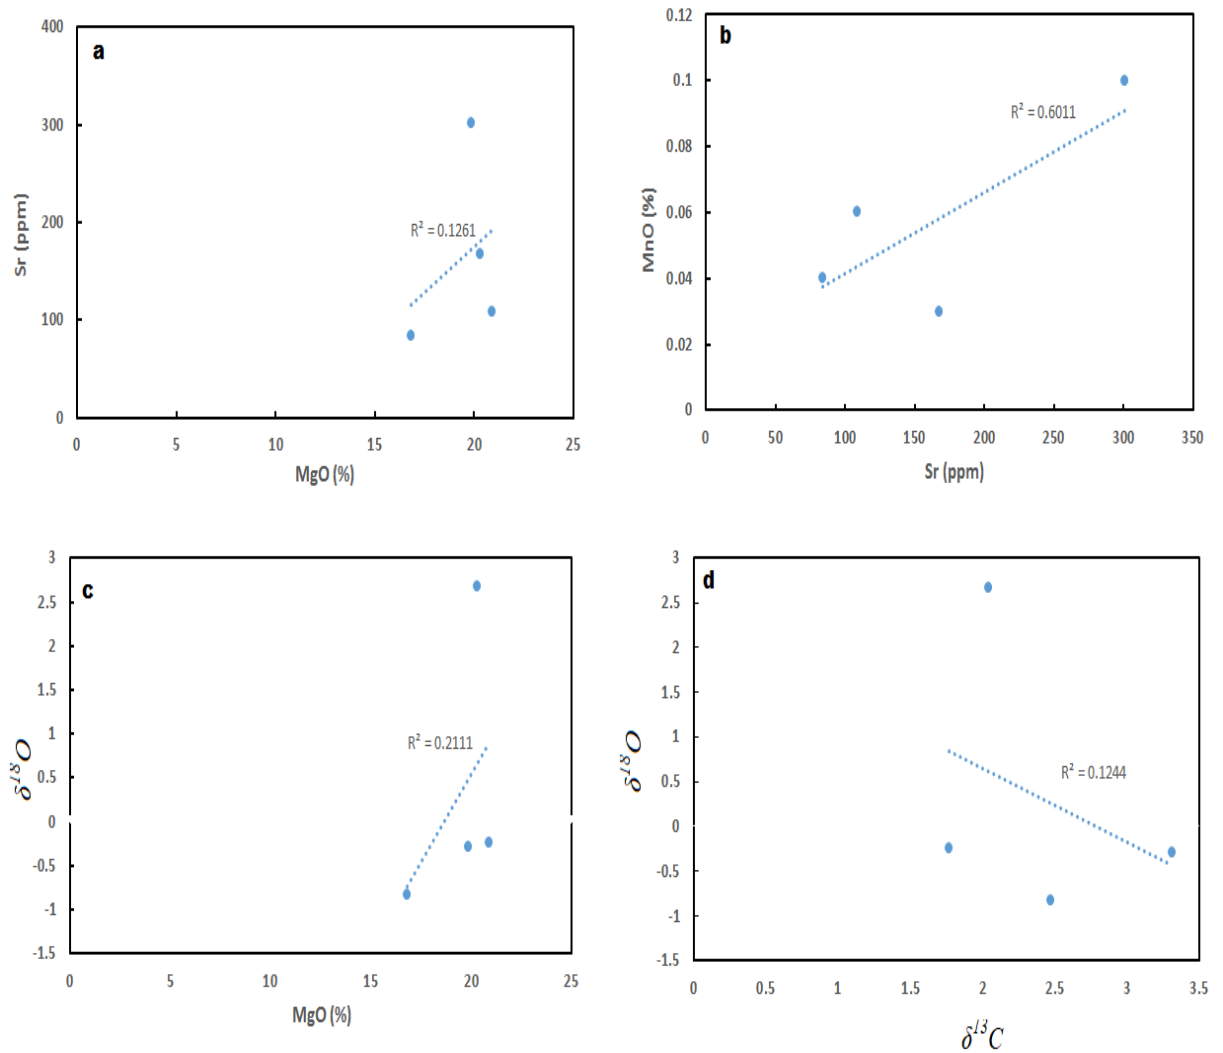 a
400
300
200
100
0
Sr (ppm)
R² = 0.1261
0 5 10 15 20 25
MgO (%)
b
0.12
0.1
0.08
0.06
0.04
0.02
0
MnO (%)
R² = 0.6011
0 50 100 150 200 250 300 350
Sr (ppm)
c
3
2.5
2
1.5
1
0.5
0
-0.5
-1
-1.5
δ¹⁸O
R² = 0.2111
0 5 10 15 20 25
MgO (%)
d
3
2.5
2
1.5
1
0.5
0
-0.5
-1
-1.5
δ¹⁸O
R² = 0.1244
0 0.5 1 1.5 2 2.5 3 3.5
δ¹³C